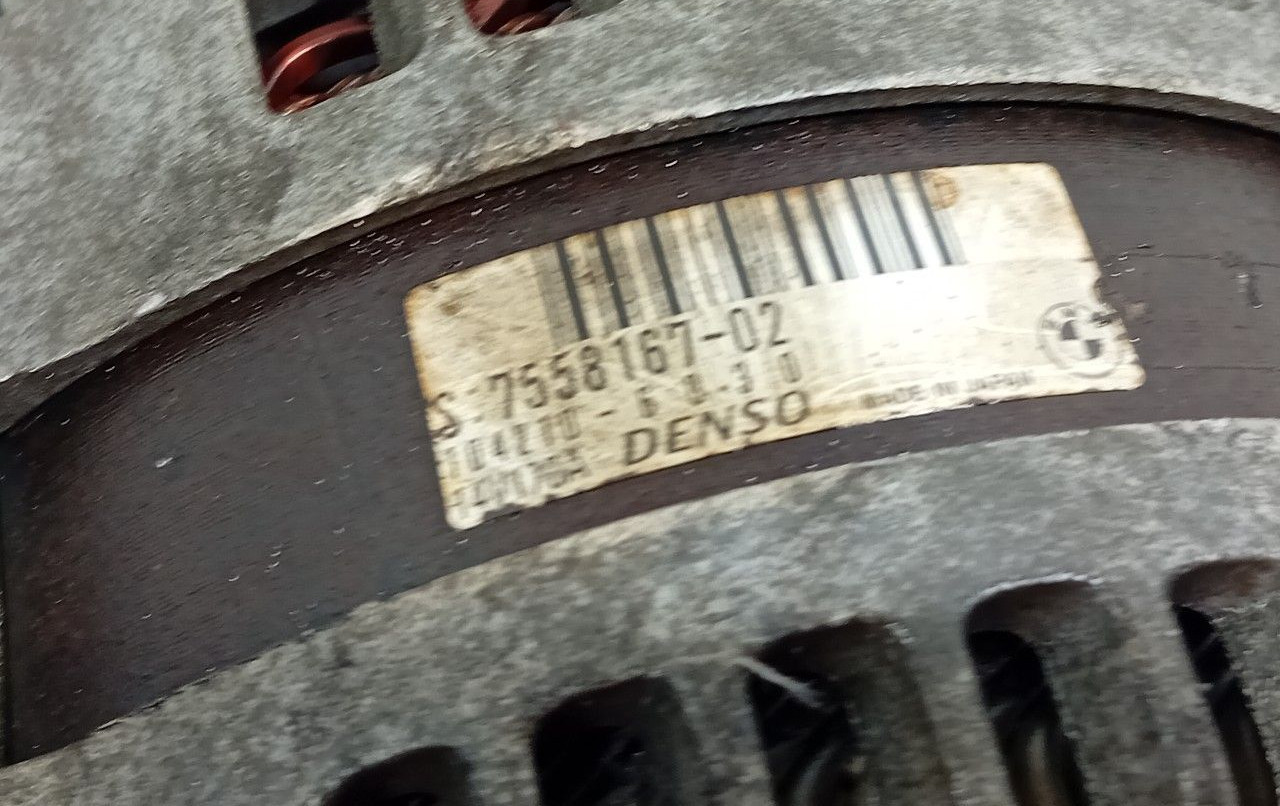 S:7558167-02
104210-6030
DENSO
MADE IN JAPAN